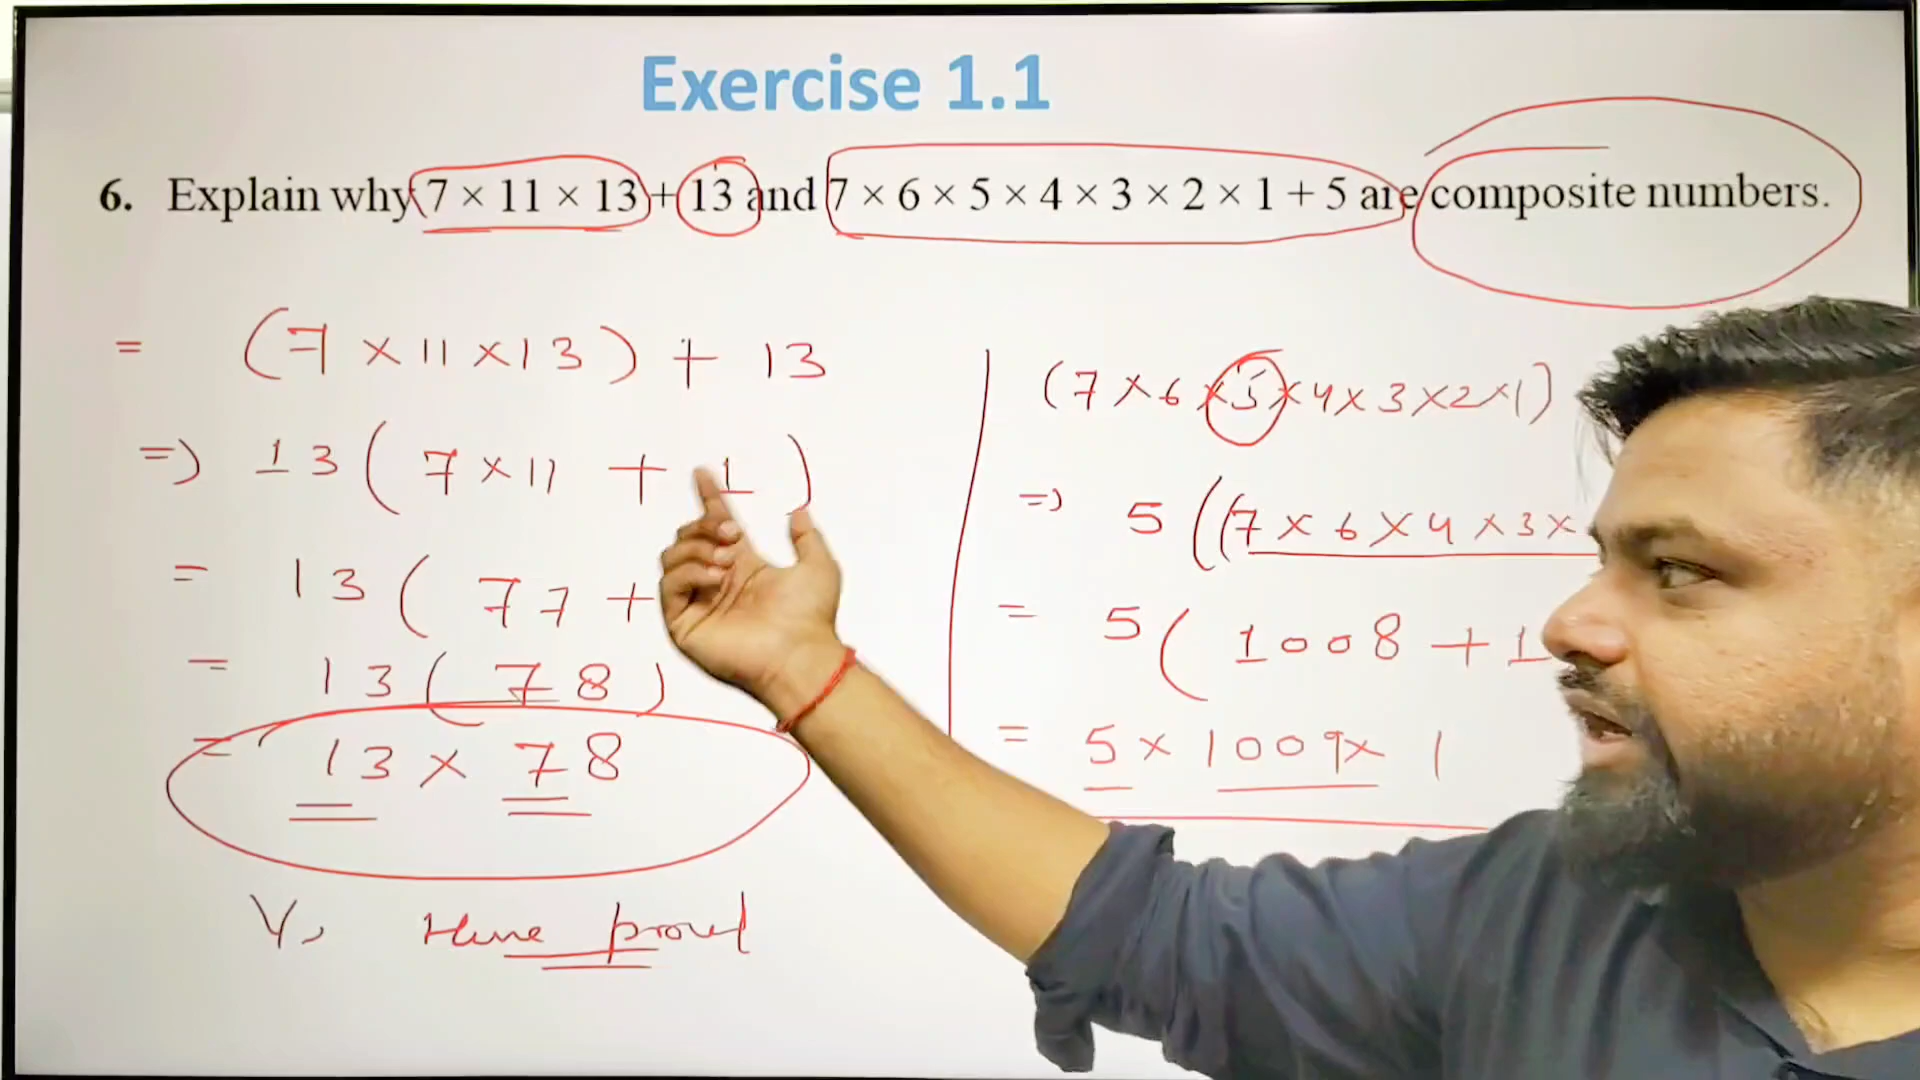 Exercise 1.1
6. Explain why 7 × 11 × 13 + 13 and 7 × 6 × 5 × 4 × 3 × 2 × 1 + 5 are composite numbers.
= (7 × 11 × 13) + 13
=> 13 ( 7 × 11 + 1 )
= 13 ( 77 +
= 13 ( 78 )
= 13 × 78
Hence proved
(7 × 6 × 5 × 4 × 3 × 2 × 1)
=> 5 ((7 × 6 × 4 × 3 ×
= 5 ( 1008 + 1
= 5 × 1009 × 1